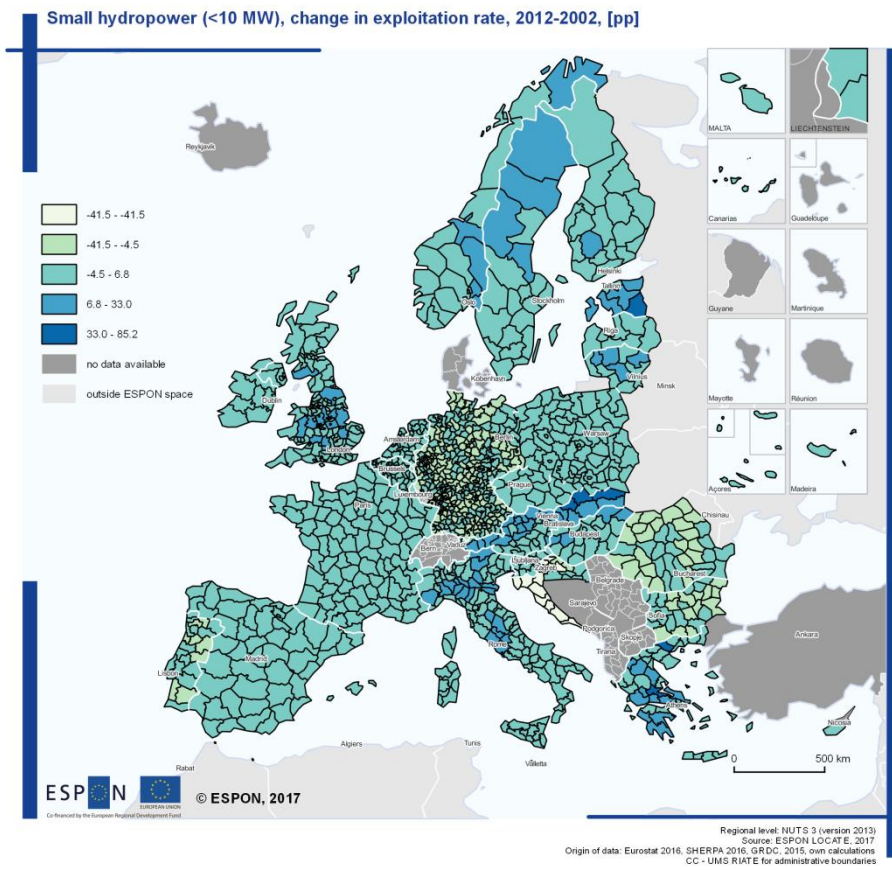 Small hydropower (<10 MW), change in exploitation rate, 2012-2002, [pp]
Reykjavik
MALTA
LIECHTENSTEIN
Canarias
Guadeloupe
Guyane
Martinique
Mayotte
Réunion
Açores
Madeira
-41.5 - -41.5
-41.5 - -4.5
-4.5 - 6.8
6.8 - 33.0
33.0 - 85.2
no data available
outside ESPON space
Helsinki
Tallinn
Oslo
Stockholm
Riga
København
Vilnius
Minsk
Dublin
London
Amsterdam
Berlin
Warsaw
Brussels
Luxembourg
Prague
Paris
Vienna
Bratislava
Budapest
Chisinau
Bern
Vaduz
Ljubljana
Zagreb
Belgrade
Bucharest
Sarajevo
Sofia
Podgorica
Skopje
Tirana
Rome
Ankara
Madrid
Lisbon
Athens
Nicosia
Algiers
Tunis
Valletta
Rabat
0 500 km
ESPON
EUROPEAN UNION
Co-financed by the European Regional Development Fund
© ESPON, 2017
Regional level: NUTS 3 (version 2013)
Source: ESPON LOCATE, 2017
Origin of data: Eurostat 2016, SHERPA 2016, GRDC, 2015, own calculations
CC - UMS RIATE for administrative boundaries